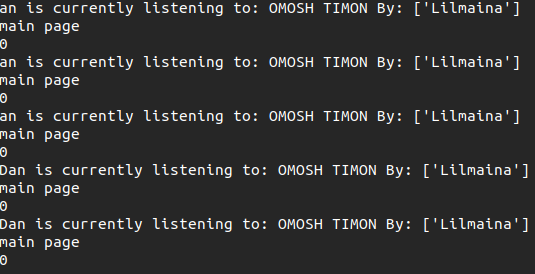 an is currently listening to: OMOSH TIMON By: ['Lilmaina']
main page
0
an is currently listening to: OMOSH TIMON By: ['Lilmaina']
main page
0
an is currently listening to: OMOSH TIMON By: ['Lilmaina']
main page
0
Dan is currently listening to: OMOSH TIMON By: ['Lilmaina']
main page
0
Dan is currently listening to: OMOSH TIMON By: ['Lilmaina']
main page
0